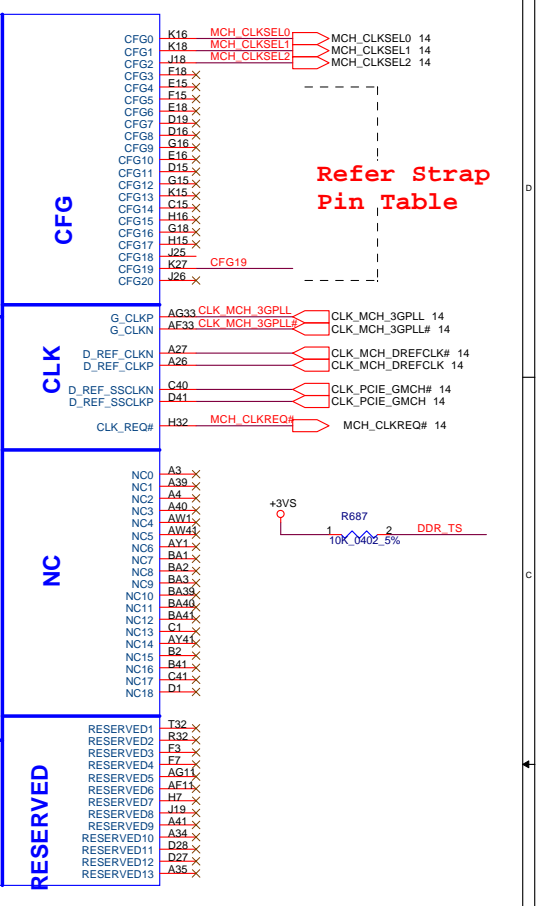 CFG
CFG0 K16 MCH_CLKSEL0 MCH_CLKSEL0 14
CFG1 K18 MCH_CLKSEL1 MCH_CLKSEL1 14
CFG2 J18 MCH_CLKSEL2 MCH_CLKSEL2 14
CFG3 F18
CFG4 E15
CFG5 F15
CFG6 E18
CFG7 D19
CFG8 D16
CFG9 G16
CFG10 E16
CFG11 D15
CFG12 G15
CFG13 K15
CFG14 C15
CFG15 H16
CFG16 G18
CFG17 H15
CFG18 J25
CFG19 K27 CFG19
CFG20 J26
Refer Strap
Pin Table
D
CLK
G_CLKP AG33 CLK_MCH_3GPLL CLK_MCH_3GPLL 14
G_CLKN AF33 CLK_MCH_3GPLL# CLK_MCH_3GPLL# 14
D_REF_CLKN A27 CLK_MCH_DREFCLK# 14
D_REF_CLKP A26 CLK_MCH_DREFCLK 14
D_REF_SSCLKN C40 CLK_PCIE_GMCH# 14
D_REF_SSCLKP D41 CLK_PCIE_GMCH 14
CLK_REQ# H32 MCH_CLKREQ# MCH_CLKREQ# 14
NC
NC0 A3
NC1 A39
NC2 A4
NC3 A40
NC4 AW1
NC5 AW41
NC6 AY1
NC7 BA1
NC8 BA2
NC9 BA3
NC10 BA39
NC11 BA40
NC12 BA41
NC13 C1
NC14 AY41
NC15 B2
NC16 B41
NC17 C41
NC18 D1
+3VS
R687
1 2 DDR_TS
10K_0402_5%
C
RESERVED
RESERVED1 T32
RESERVED2 R32
RESERVED3 F3
RESERVED4 F7
RESERVED5 AG11
RESERVED6 AF11
RESERVED7 H7
RESERVED8 J19
RESERVED9 A41
RESERVED10 A34
RESERVED11 D28
RESERVED12 D27
RESERVED13 A35